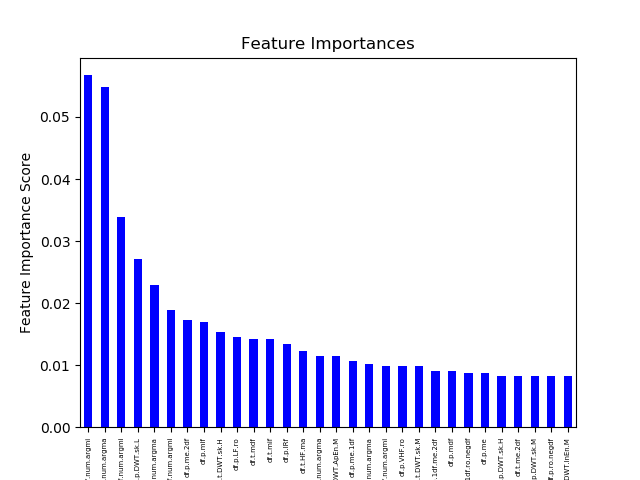 Feature Importances
Feature Importance Score
0.05
0.04
0.03
0.02
0.01
0.00
.num.argmi
.num.argma
.num.argmi
.p.DWT.sk.L
.num.argma
.num.argmi
df.p.me.2df
df.p.mif
.t.DWT.sk.H
df.p.LF.ro
df.t.mdf
df.t.mif
df.p.IRf
df.t.HF.ma
.num.argma
DWT.ApEn.M
df.p.me.1df
num.argma
.num.argmi
df.p.VHF.ro
.t.DWT.sk.M
.1df.me.2df
df.p.mdf
1df.ro.negdf
df.p.me
.p.DWT.sk.H
df.t.me.2df
.p.DWT.sk.M
df.p.ro.negdf
DWT.InEn.M